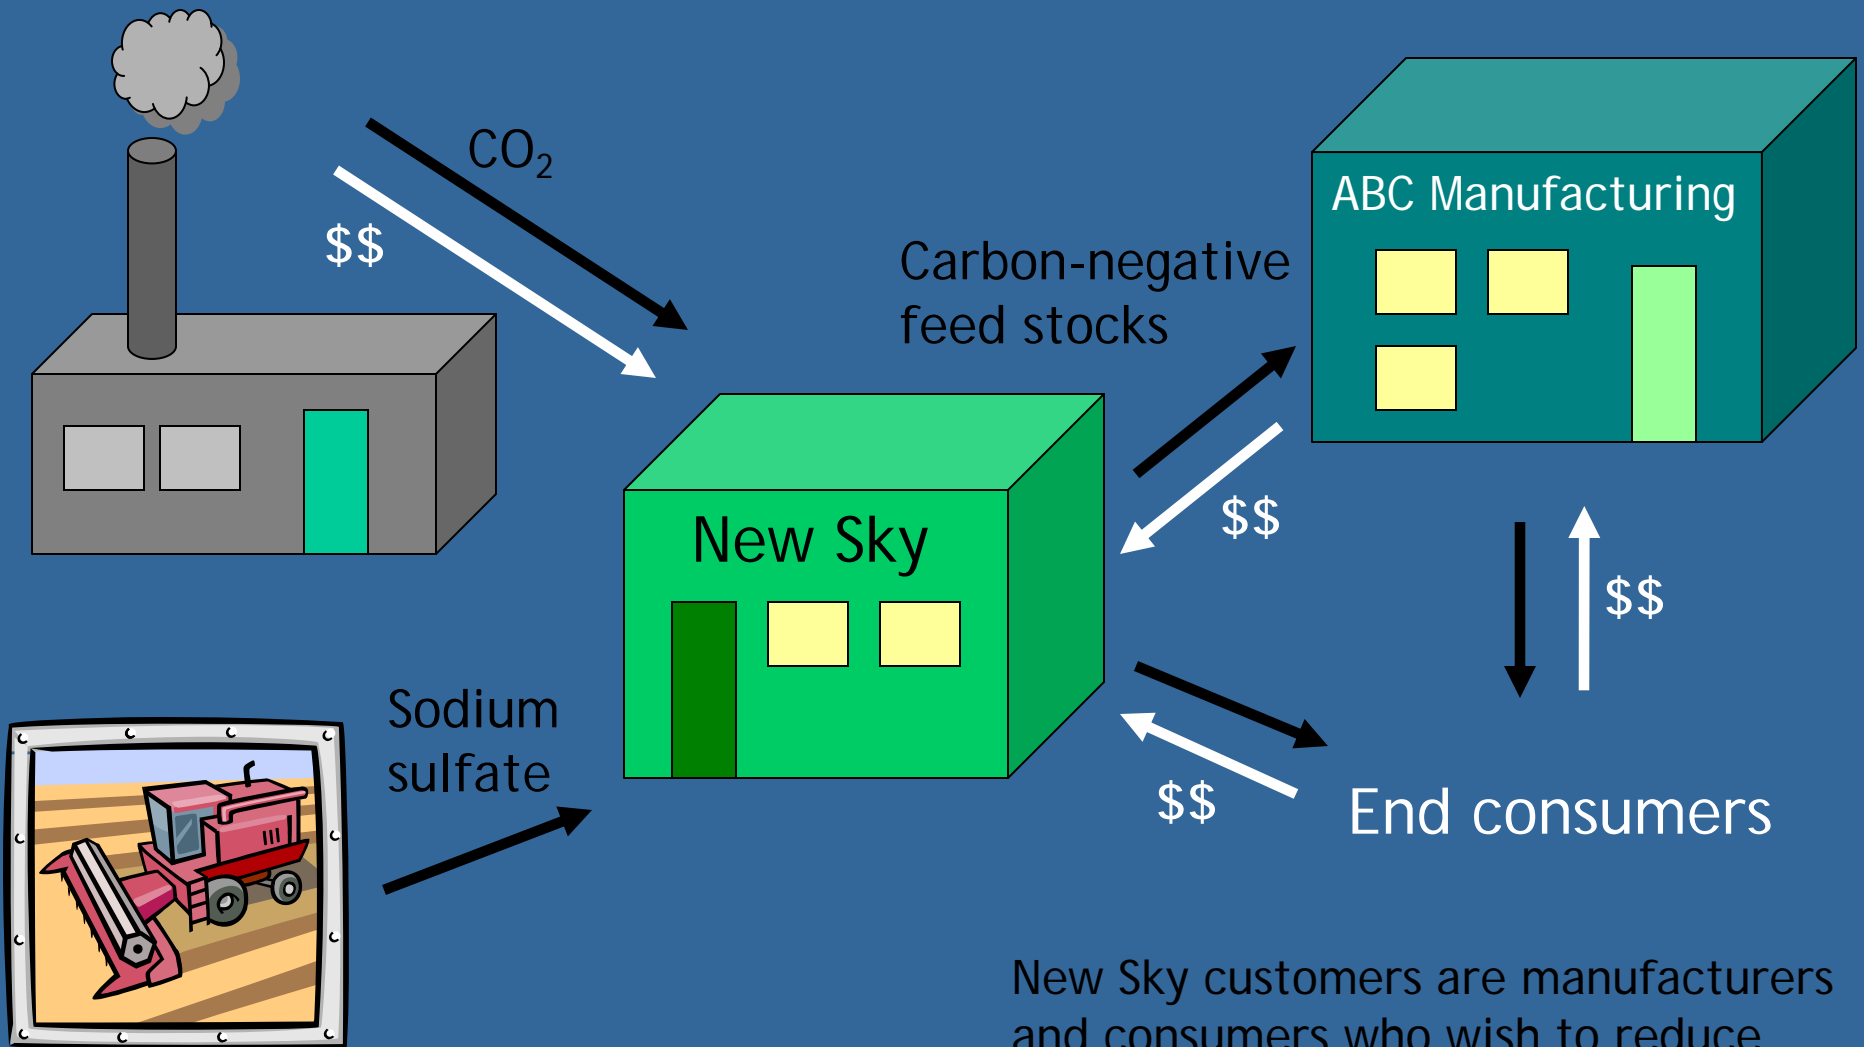 CO₂
$$
ABC Manufacturing
Carbon-negative
feed stocks
$$
New Sky
$$
Sodium
sulfate
$$
End consumers
New Sky customers are manufacturers
and consumers who wish to reduce